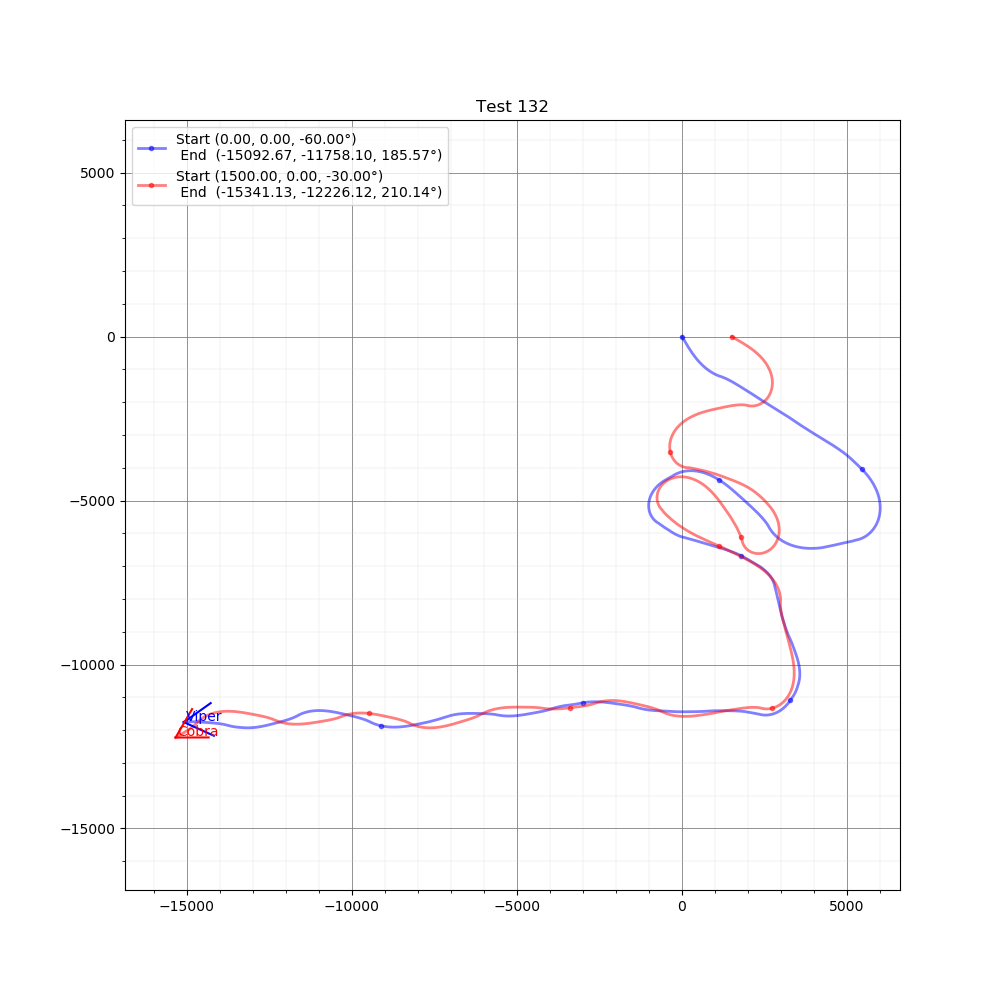 Test 132
Start (0.00, 0.00, -60.00°)
End  (-15092.67, -11758.10, 185.57°)
Start (1500.00, 0.00, -30.00°)
End  (-15341.13, -12226.12, 210.14°)
5000
0
−5000
−10000
−15000
Viper
Cobra
−15000
−10000
−5000
0
5000